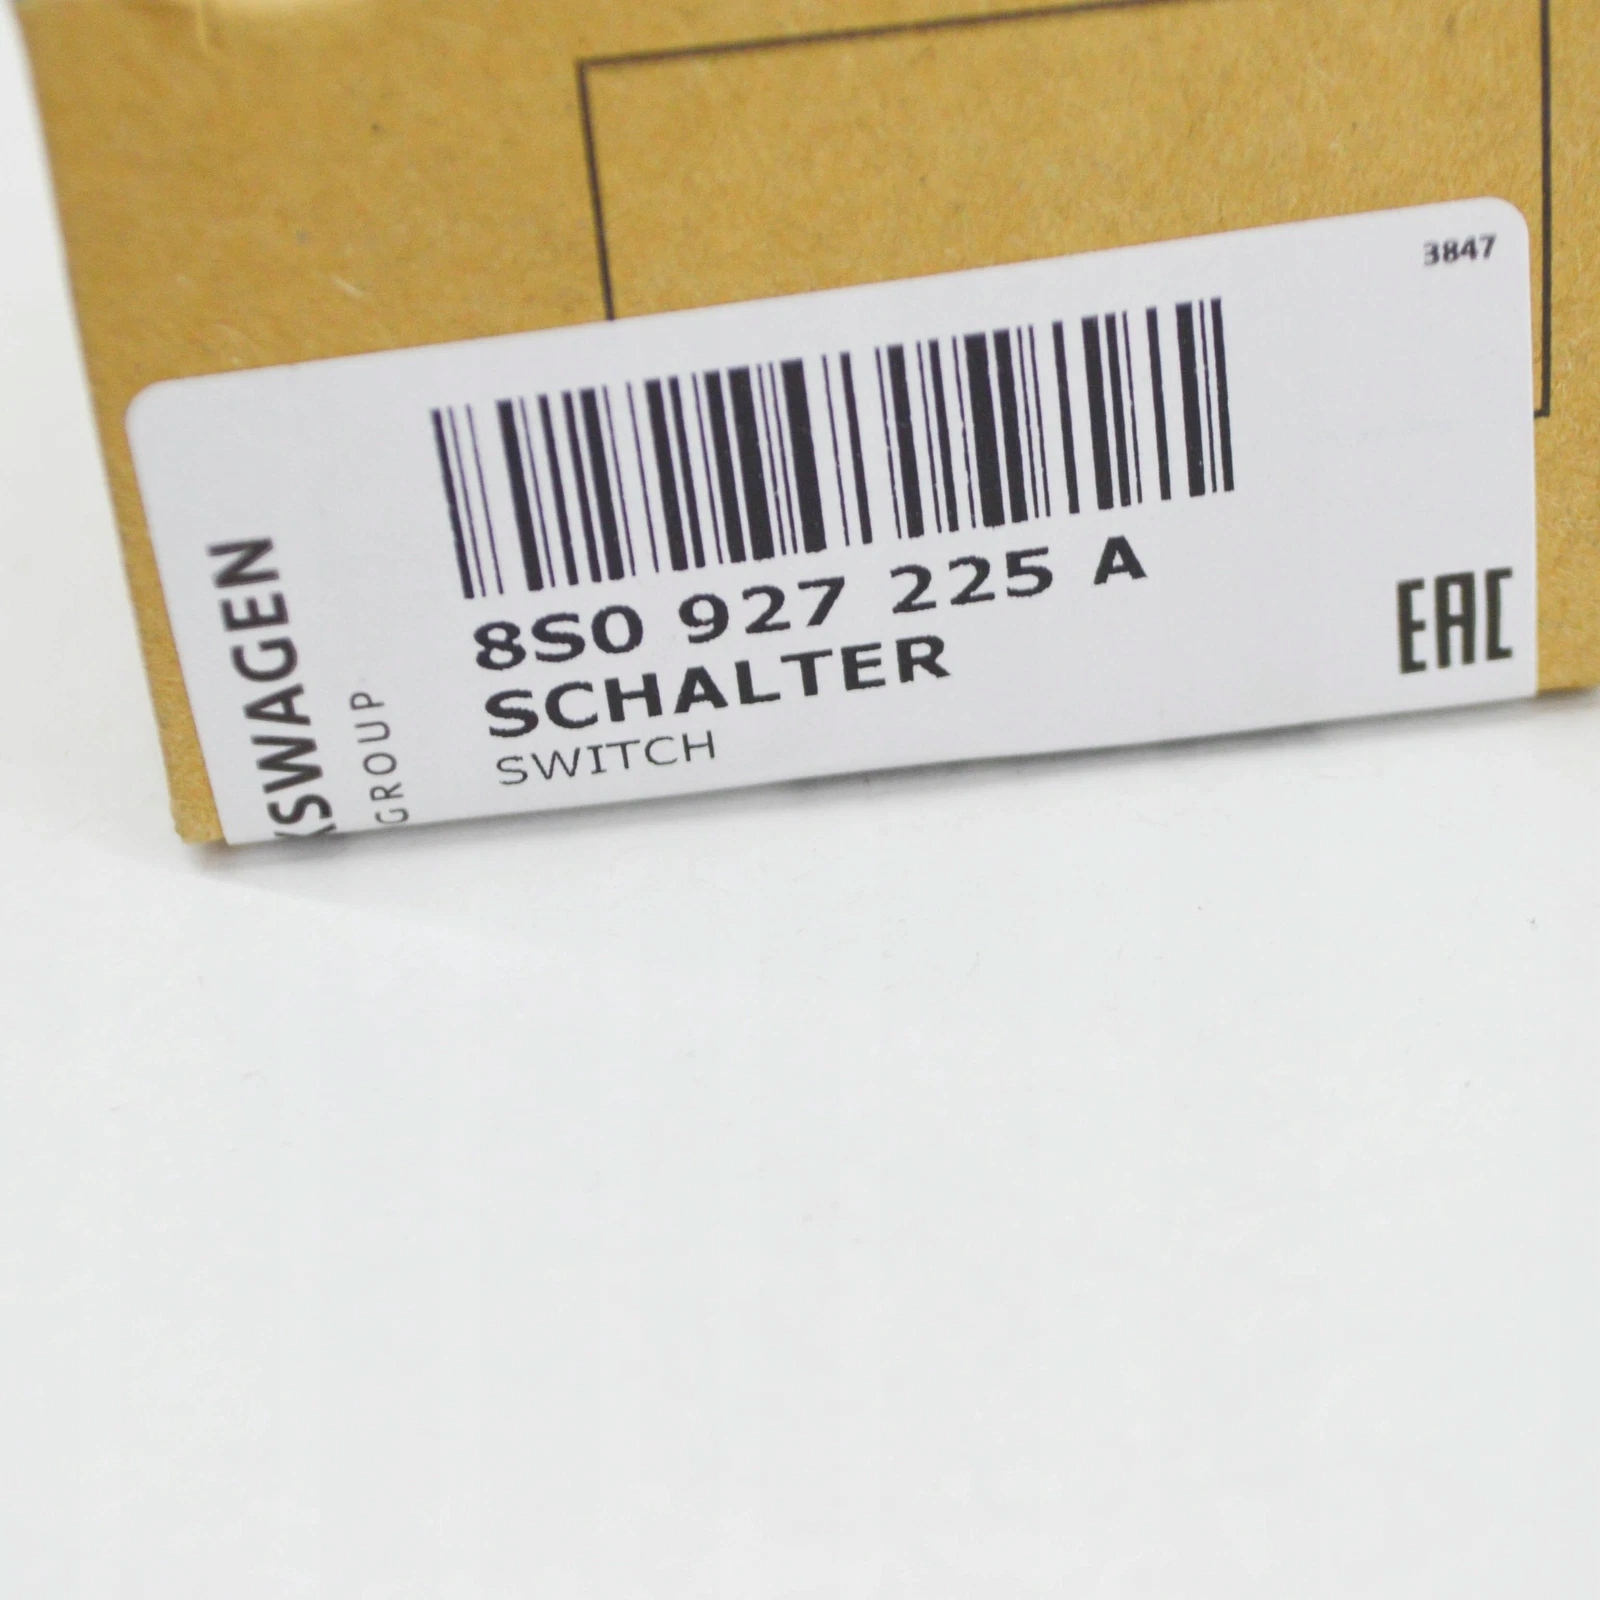 3847
8S0 927 225 A
SCHALTER
SWITCH
EAC
KSWAGEN
GROUP